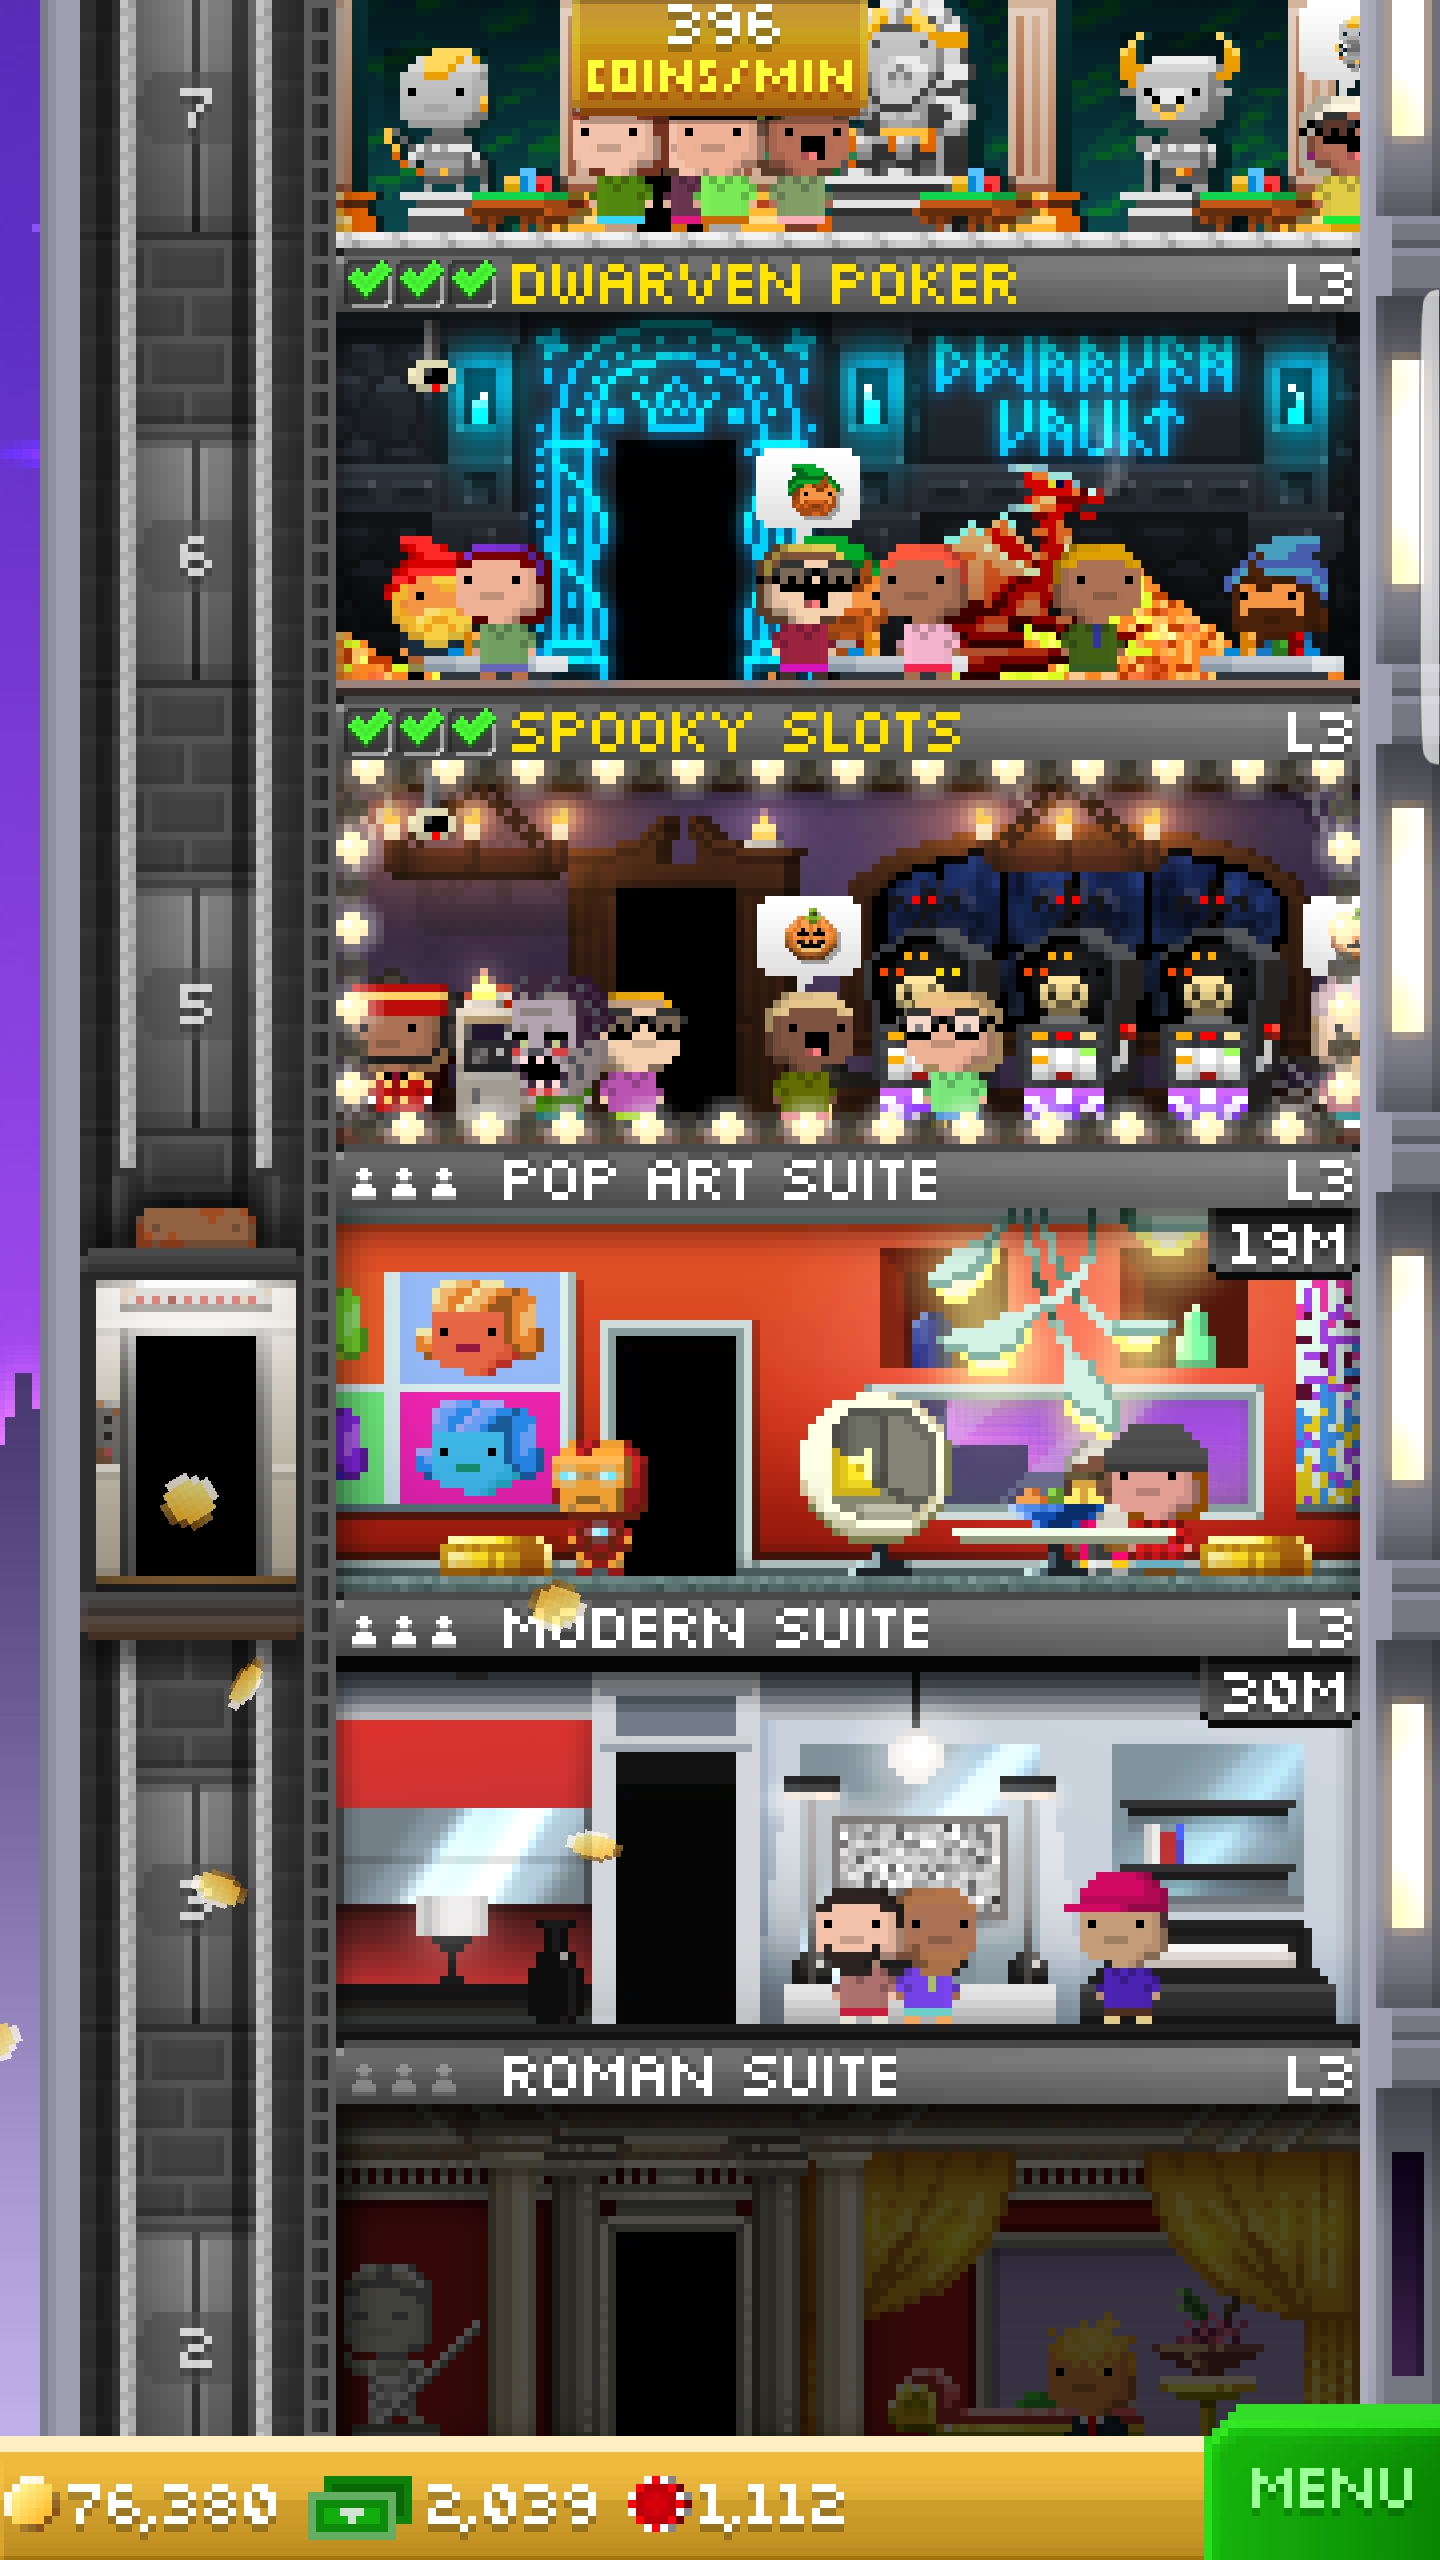 396
COINS/MIN
7
DWARVEN POKER L3
DWARVEN
VAULT
6
SPOOKY SLOTS L3
5
POP ART SUITE L3
19M
MODERN SUITE L3
30M
3
ROMAN SUITE L3
2
76,380 2,039 1,112
MENU